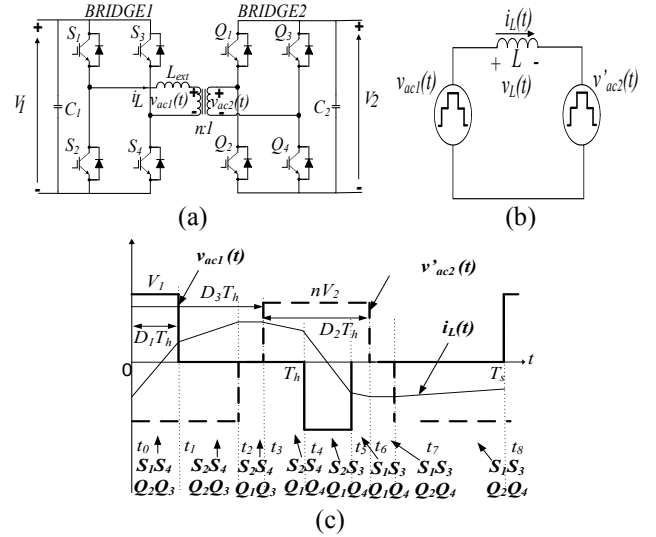 BRIDGE1 BRIDGE2
S1 S3 Q1 Q3
Lext
V1 C1 iL vac1(t) vac2(t) C2 V2
n:1
S2 S4 Q2 Q4
(a)
iL(t)
+ L -
vL(t)
vac1(t) v'ac2(t)
(b)
vac1(t) v'ac2(t)
V1 nV2
D3Th
D1Th D2Th iL(t)
0 Th Ts t
t0 t1 t2 t3 t4 t5 t6 t7 t8
S1S4 S2S4 S2S4 S2S4 S2S3 S1S3 S1S3 S1S3
Q2Q3 Q2Q3 Q1Q3 Q1Q4 Q1Q4 Q1Q4 Q2Q4 Q2Q4
(c)